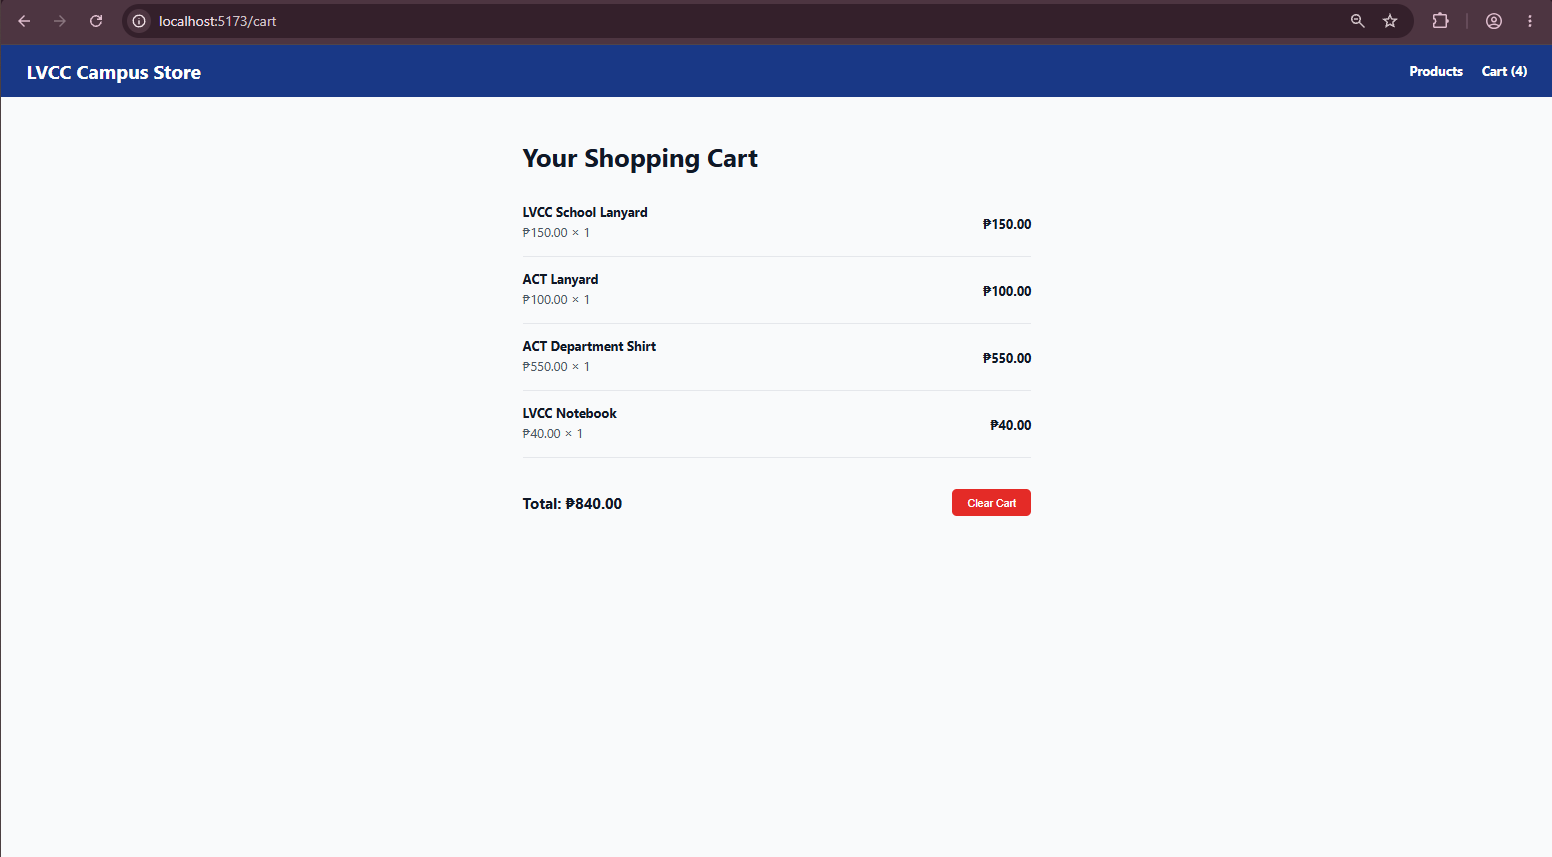 localhost:5173/cart
LVCC Campus Store
Products
Cart (4)
Your Shopping Cart
LVCC School Lanyard
₱150.00 × 1
₱150.00
ACT Lanyard
₱100.00 × 1
₱100.00
ACT Department Shirt
₱550.00 × 1
₱550.00
LVCC Notebook
₱40.00 × 1
₱40.00
Total: ₱840.00
Clear Cart